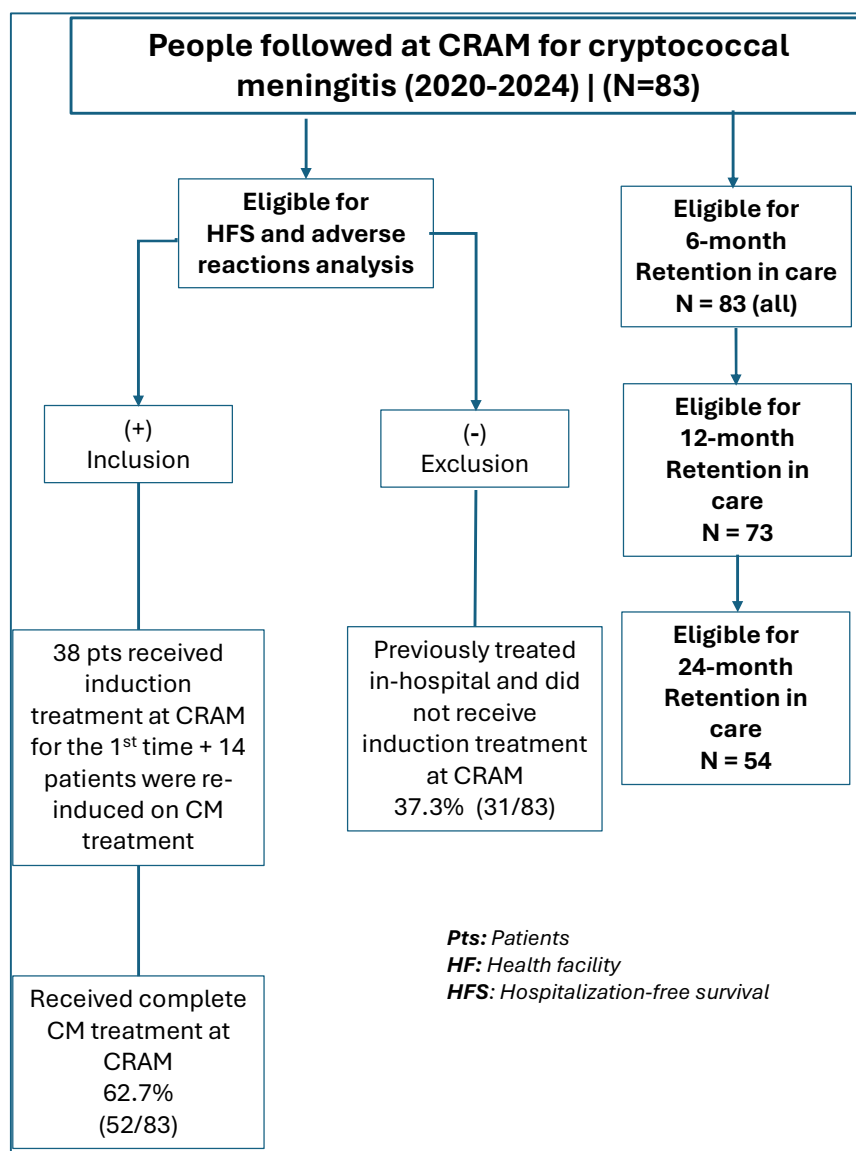 People followed at CRAM for cryptococcal
meningitis (2020-2024) | (N=83)
Eligible for
HFS and adverse
reactions analysis
(+)
Inclusion
(-)
Exclusion
38 pts received
induction
treatment at CRAM
for the 1st time + 14
patients were re-
induced on CM
treatment
Previously treated
in-hospital and did
not receive
induction treatment
at CRAM
37.3% (31/83)
Received complete
CM treatment at
CRAM
62.7%
(52/83)
Eligible for
6-month
Retention in care
N = 83 (all)
Eligible for
12-month
Retention in
care
N = 73
Eligible for
24-month
Retention in
care
N = 54
Pts: Patients
HF: Health facility
HFS: Hospitalization-free survival